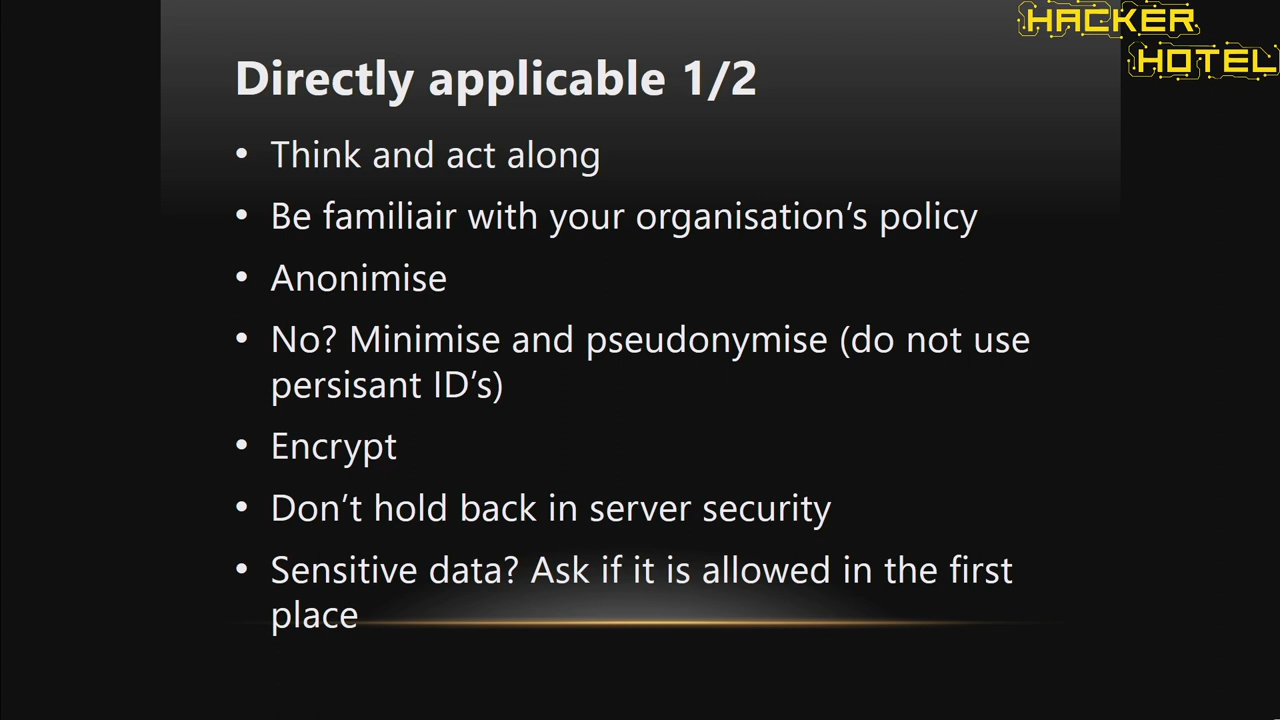 HACKER
HOTEL
Directly applicable 1/2
• Think and act along
• Be familiair with your organisation’s policy
• Anonimise
• No? Minimise and pseudonymise (do not use
persisant ID’s)
• Encrypt
• Don’t hold back in server security
• Sensitive data? Ask if it is allowed in the first
place